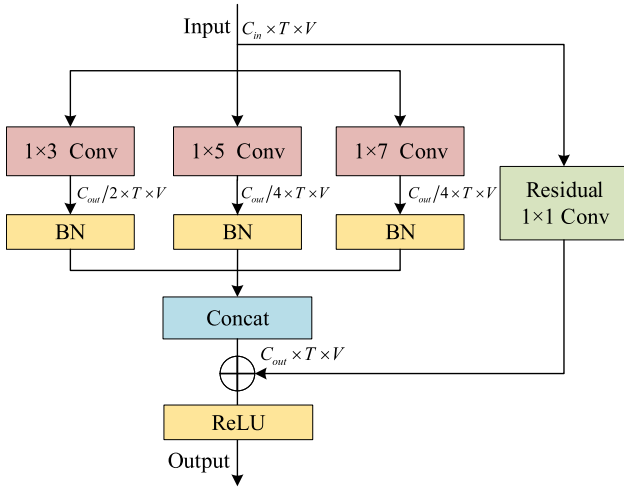 Input
C_in × T × V
1×3 Conv
1×5 Conv
1×7 Conv
C_out/2 × T × V
C_out/4 × T × V
C_out/4 × T × V
Residual
1×1 Conv
BN
BN
BN
Concat
C_out × T × V
ReLU
Output